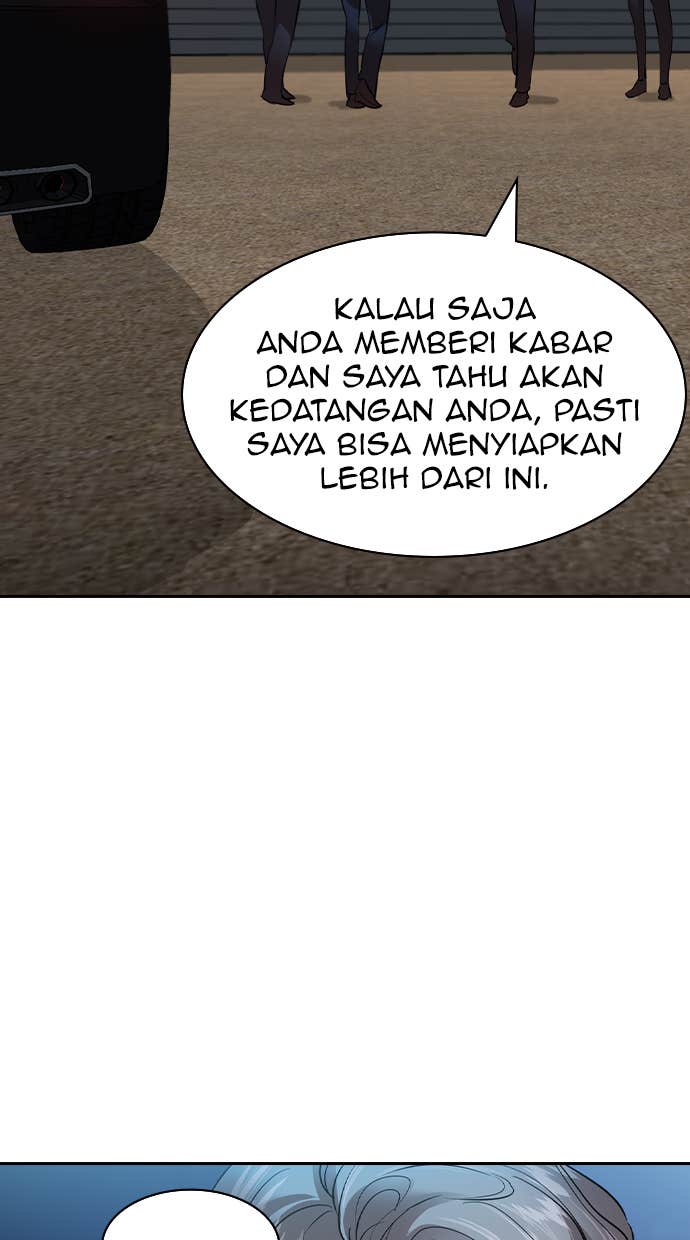 KALAU SAJA
ANDA MEMBERI KABAR
DAN SAYA TAHU AKAN
KEDATANGAN ANDA, PASTI
SAYA BISA MENYIAPKAN
LEBIH DARI INI.